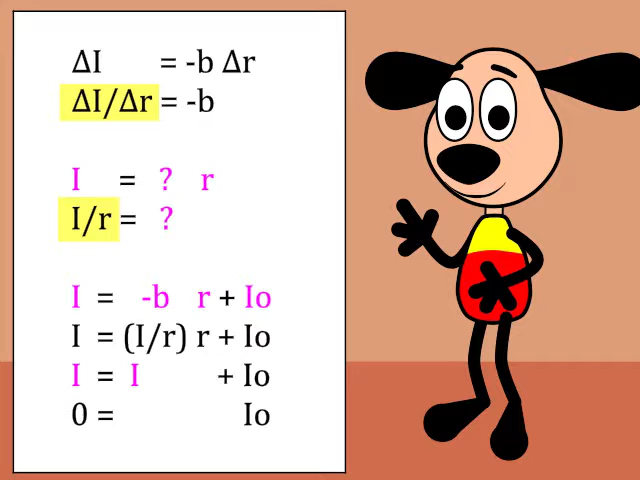 ΔI = -b Δr
ΔI/Δr = -b
I = ? r
I/r = ?
I = -b r + Io
I = (I/r) r + Io
I = I + Io
0 = Io